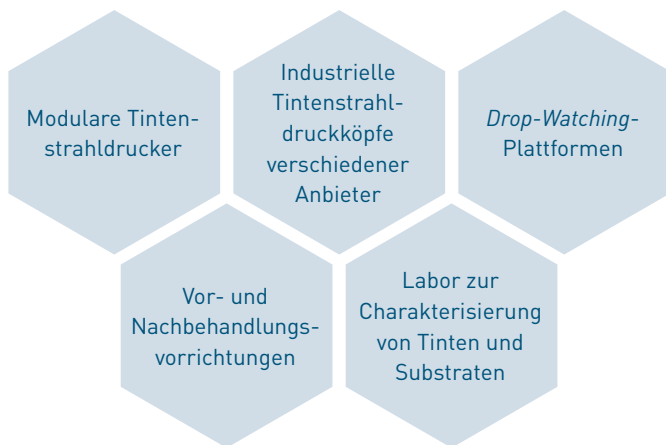 Modulare Tinten-
strahldrucker
Industrielle
Tintenstrahl-
druckköpfe
verschiedener
Anbieter
Drop-Watching-
Plattformen
Vor- und
Nachbehandlungs-
vorrichtungen
Labor zur
Charakterisierung
von Tinten und
Substraten